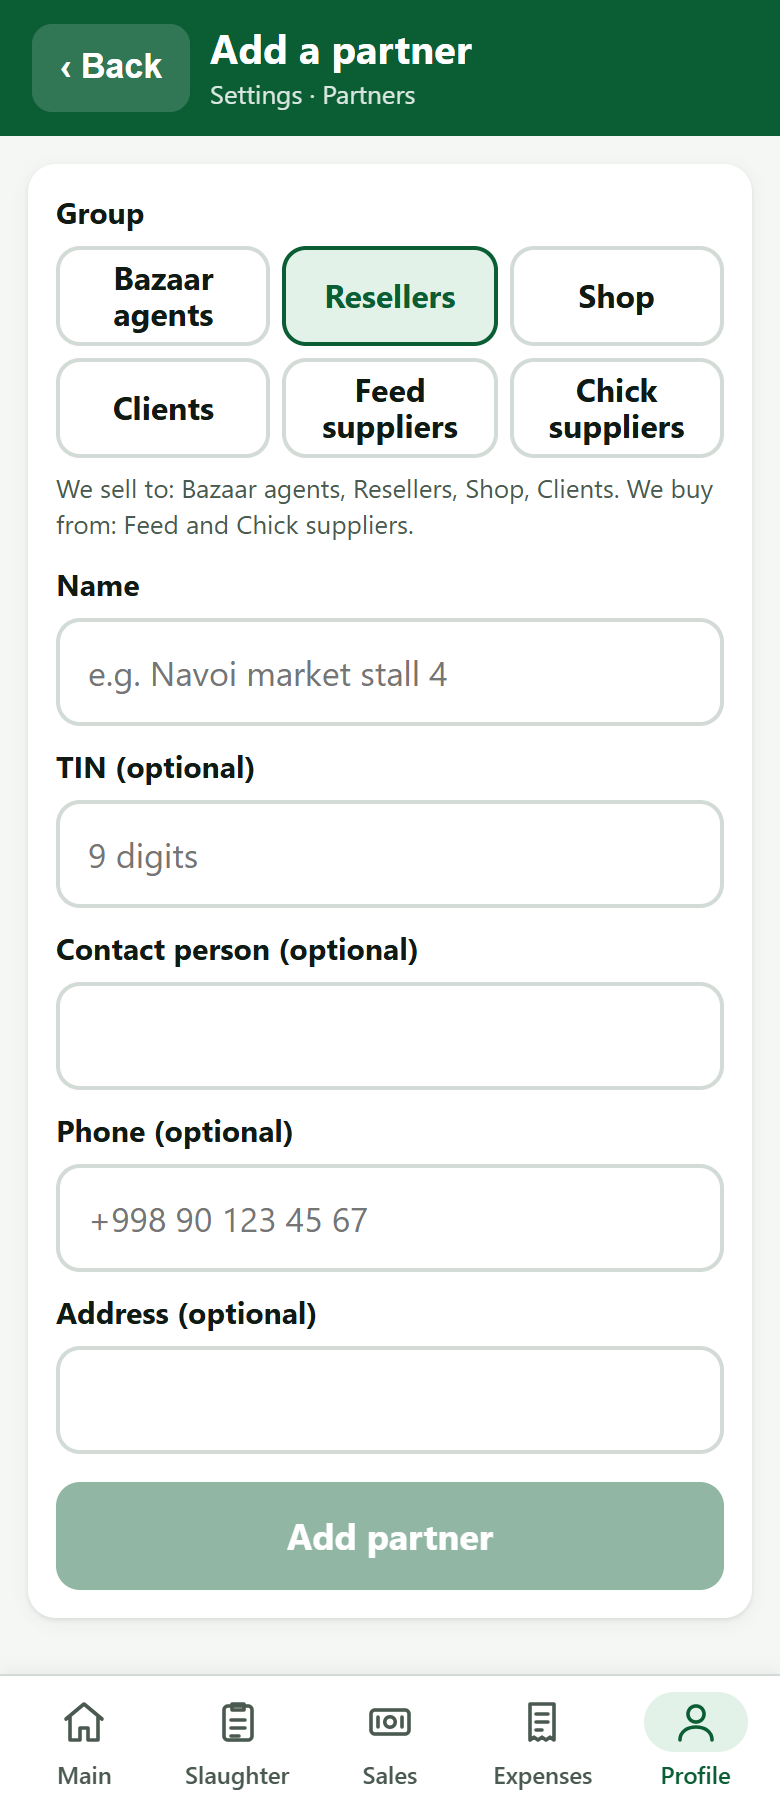 ‹ Back
Add a partner
Settings · Partners
Group
Bazaar agents
Resellers
Shop
Clients
Feed suppliers
Chick suppliers
We sell to: Bazaar agents, Resellers, Shop, Clients. We buy
from: Feed and Chick suppliers.
Name
e.g. Navoi market stall 4
TIN (optional)
9 digits
Contact person (optional)
Phone (optional)
+998 90 123 45 67
Address (optional)
Add partner
Main
Slaughter
Sales
Expenses
Profile